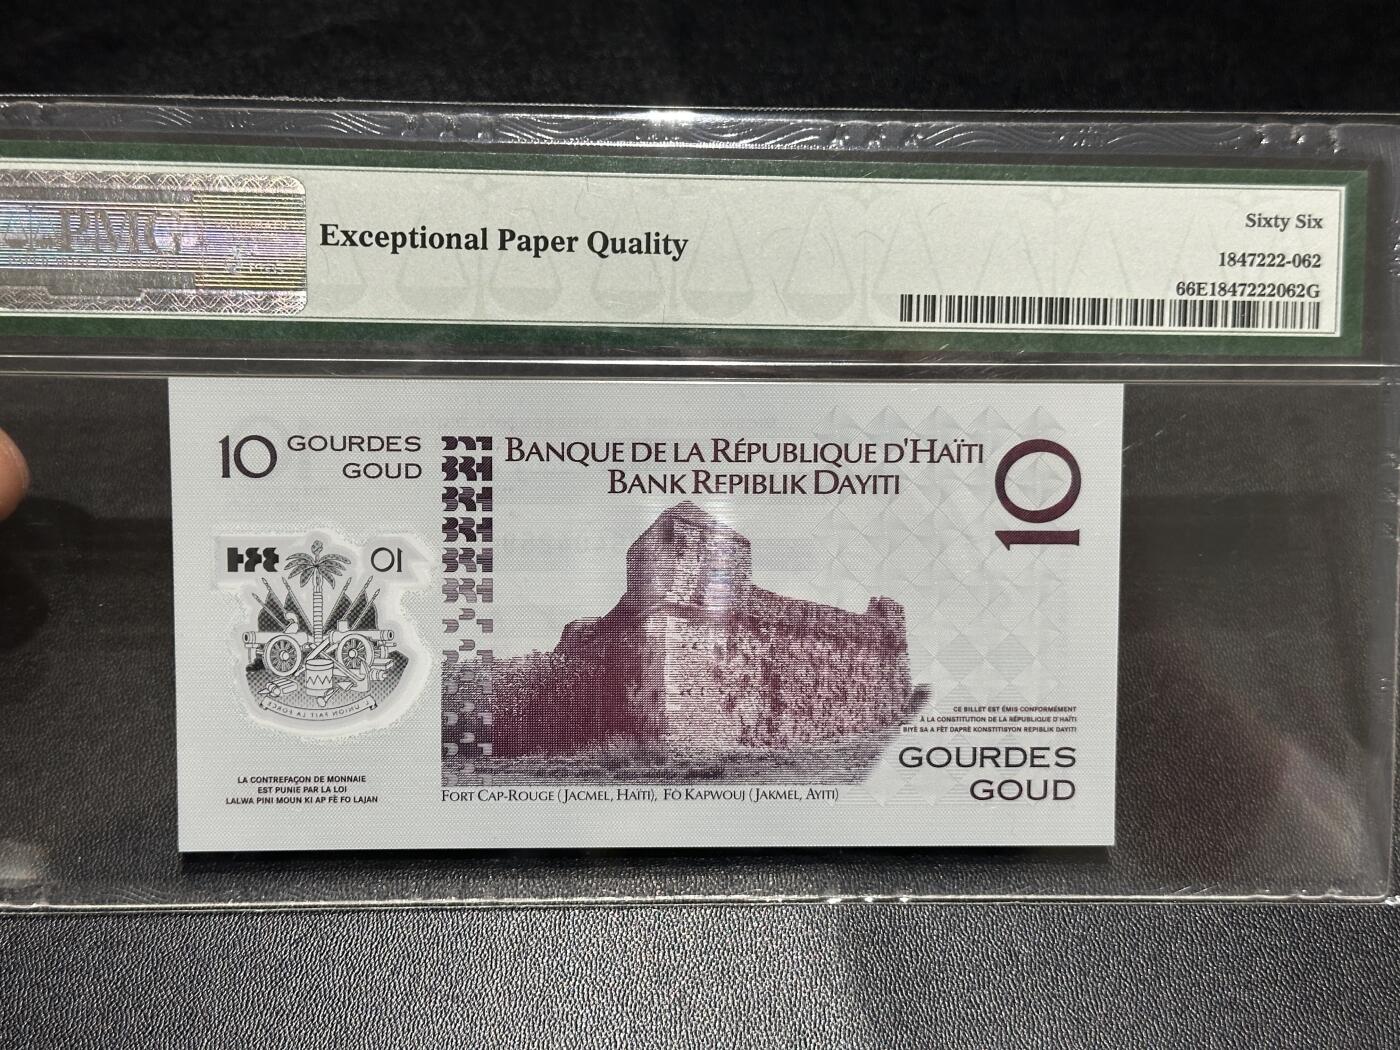 PMG
Exceptional Paper Quality
Sixty Six
1847222-062
66E1847222062G
10 GOURDES
GOUD
BANQUE DE LA RÉPUBLIQUE D'HAÏTI
BANK REPIBLIK DAYITI
10
10
L'UNION FAIT LA FORCE
LA CONTREFAÇON DE MONNAIE
EST PUNIE PAR LA LOI
LALWA PINI MOUN KI AP FÈ FO LAJAN
FORT CAP-ROUGE (JACMEL, HAÏTI), FÒ KAPWOUJ (JAKMEL, AYITI)
CE BILLET EST ÉMIS CONFORMÉMENT
À LA CONSTITUTION DE LA RÉPUBLIQUE D'HAÏTI
BIYÈ SA A FÈT DAPRE KONSTITISYON REPIBLIK DAYITI
GOURDES
GOUD